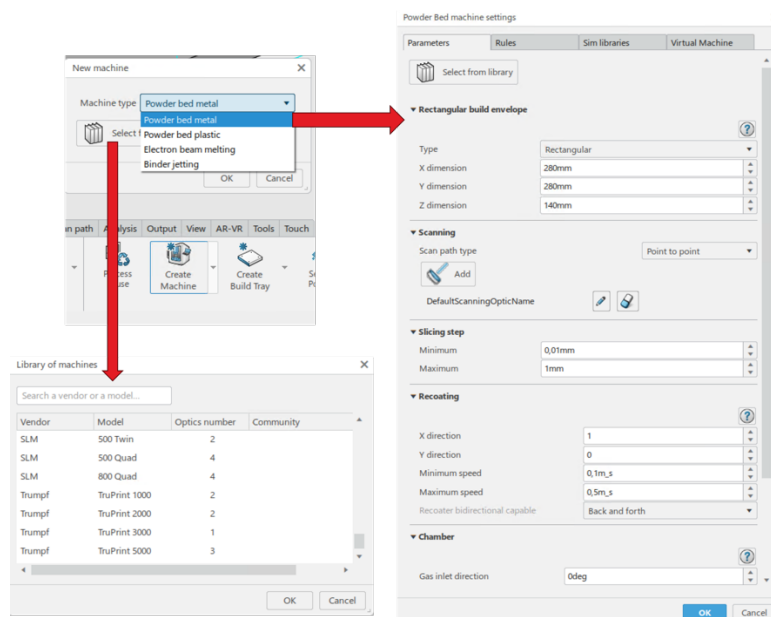 New machine
Machine type Powder bed metal
Powder bed metal
Powder bed plastic
Electron beam melting
Binder jetting
Select
OK Cancel
path Analysis Output View AR-VR Tools Touch
Create Machine
Create Build Tray
Library of machines
Search a vendor or a model...
Vendor Model Optics number Community
SLM 500 Twin 2
SLM 500 Quad 4
SLM 800 Quad 4
Trumpf TruPrint 1000 2
Trumpf TruPrint 2000 2
Trumpf TruPrint 3000 1
Trumpf TruPrint 5000 3
OK Cancel
Powder Bed machine settings
Parameters Rules Sim libraries Virtual Machine
Select from library
Rectangular build envelope
Type Rectangular
X dimension 280mm
Y dimension 280mm
Z dimension 140mm
Scanning
Scan path type Point to point
Add
DefaultScanningOpticName
Slicing step
Minimum 0,01mm
Maximum 1mm
Recoating
X direction 1
Y direction 0
Minimum speed 0,1m_s
Maximum speed 0,5m_s
Recoater bidirectional capable Back and forth
Chamber
Gas inlet direction 0deg
OK Cancel